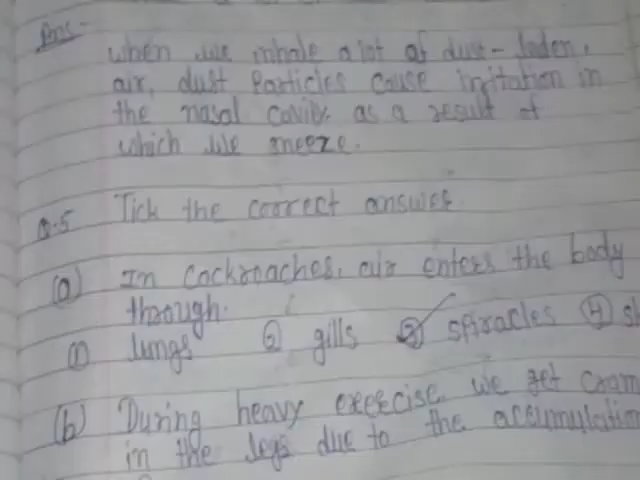 Ans-
when we inhale a lot of dust-laden.
air, dust particles cause irritation in
the nasal cavity. as a result of
which we sneeze.
Q.5 Tick the correct answer
(a) In cockroaches, air enters the body
through.
(1) lungs (2) gills (3) spiracles (4) s
(b) During heavy exercise, we get cram
in the legs due to the accumulation